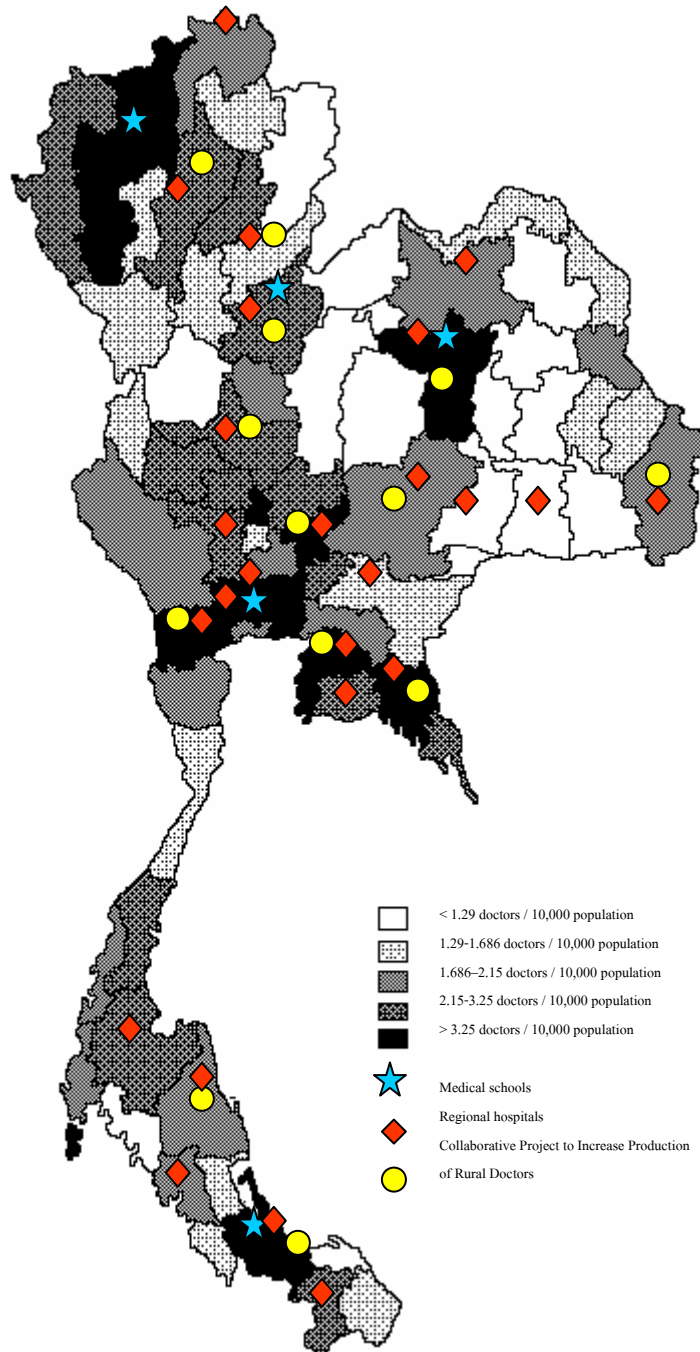 < 1.29 doctors / 10,000 population
1.29-1.686 doctors / 10,000 population
1.686–2.15 doctors / 10,000 population
2.15-3.25 doctors / 10,000 population
> 3.25 doctors / 10,000 population
Medical schools
Regional hospitals
Collaborative Project to Increase Production
of Rural Doctors